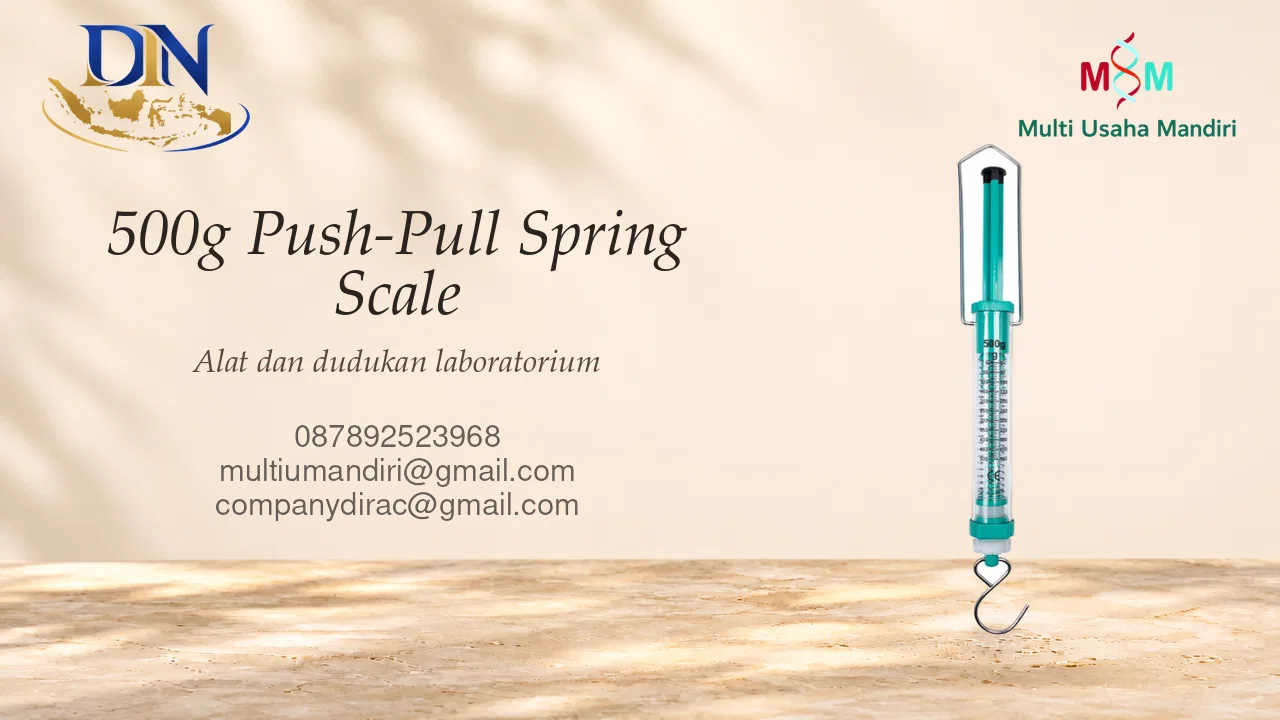 DIN
M M
Multi Usaha Mandiri
500g Push-Pull Spring
Scale
Alat dan dudukan laboratorium
087892523968
multiumandiri@gmail.com
companydirac@gmail.com
500g
g